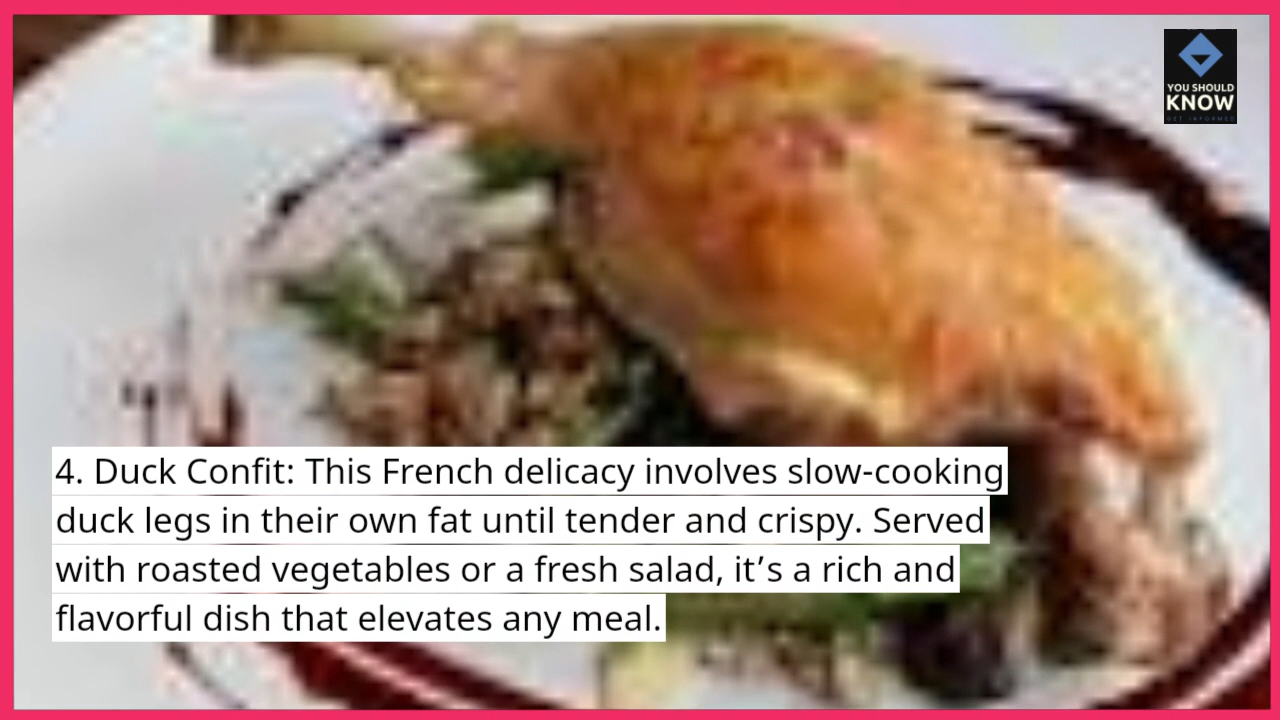 YOU SHOULD
KNOW
GET INFORMED
4. Duck Confit: This French delicacy involves slow-cooking
duck legs in their own fat until tender and crispy. Served
with roasted vegetables or a fresh salad, it’s a rich and
flavorful dish that elevates any meal.